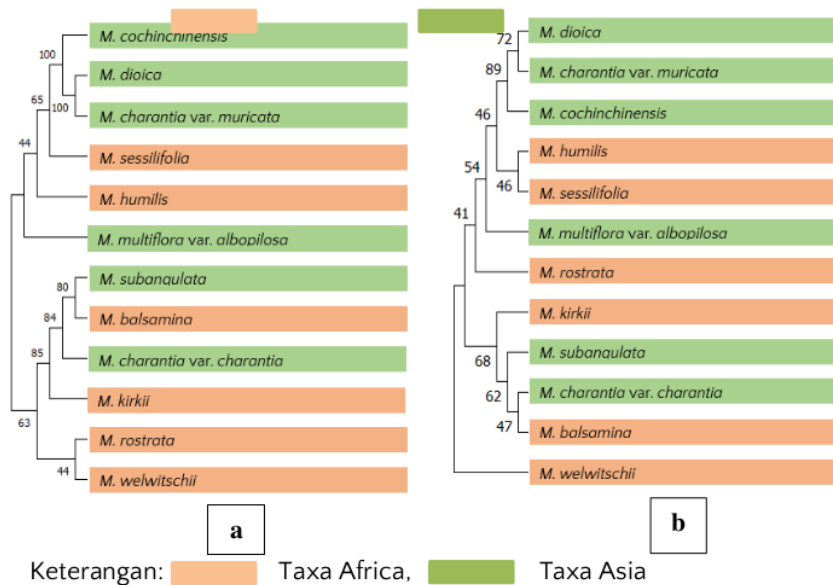 M. cochinchinensis
100
M. dioica
65
100
M. charantia var. muricata
44
M. sessilifolia
M. humilis
M. multiflora var. albopilosa
M. subangulata
80
M. balsamina
84
M. charantia var. charantia
85
M. kirkii
63
M. rostrata
44
M. welwitschii
a
72
M. dioica
89
M. charantia var. muricata
46
M. cochinchinensis
M. humilis
54
46
M. sessilifolia
41
M. multiflora var. albopilosa
M. rostrata
M. kirkii
68
M. subangulata
62
M. charantia var. charantia
47
M. balsamina
M. welwitschii
b
Keterangan: Taxa Africa, Taxa Asia